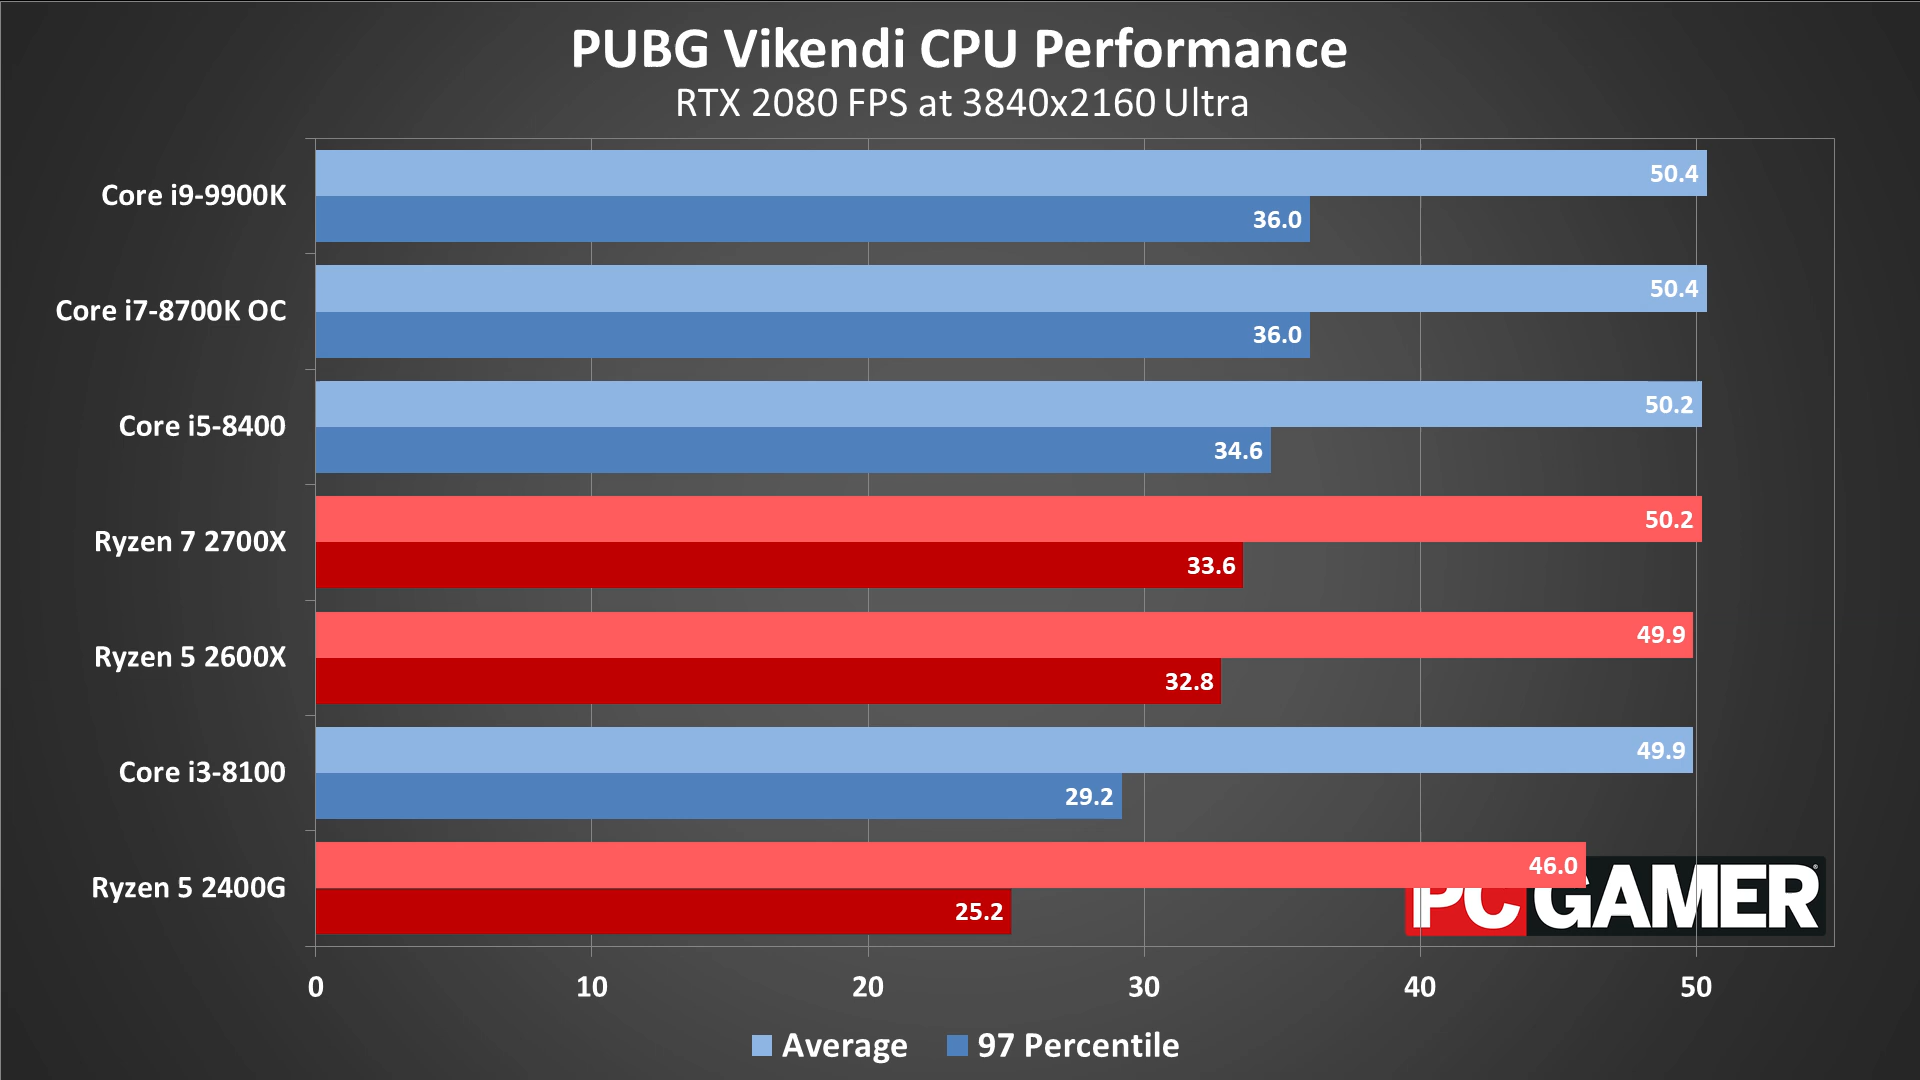 PUBG Vikendi CPU Performance
RTX 2080 FPS at 3840x2160 Ultra
Core i9-9900K
50.4
36.0
Core i7-8700K OC
50.4
36.0
Core i5-8400
50.2
34.6
Ryzen 7 2700X
50.2
33.6
Ryzen 5 2600X
49.9
32.8
Core i3-8100
49.9
29.2
Ryzen 5 2400G
46.0
25.2
PC GAMER
0 10 20 30 40 50
Average 97 Percentile